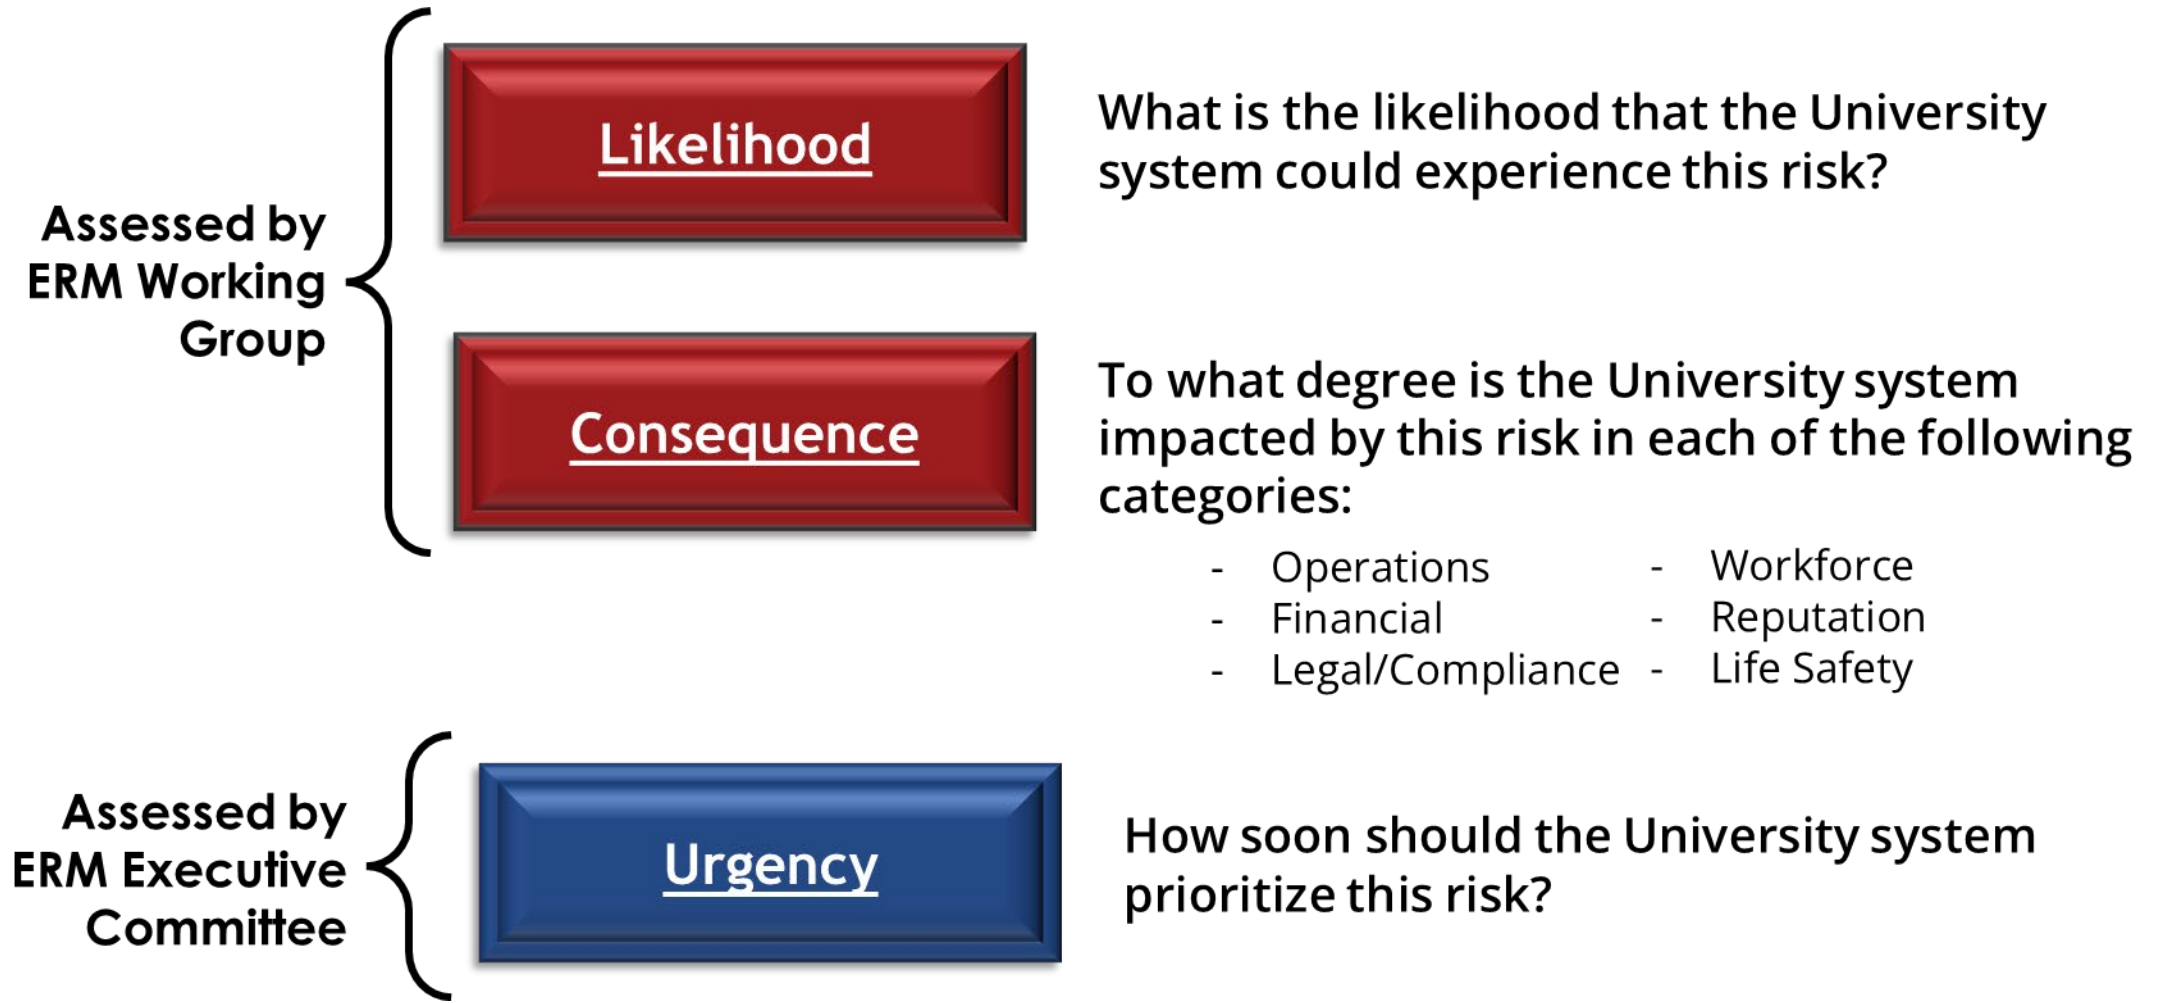 Assessed by
ERM Working
Group
Likelihood
What is the likelihood that the University
system could experience this risk?
Consequence
To what degree is the University system
impacted by this risk in each of the following
categories:
- Operations
- Financial
- Legal/Compliance
- Workforce
- Reputation
- Life Safety
Assessed by
ERM Executive
Committee
Urgency
How soon should the University system
prioritize this risk?